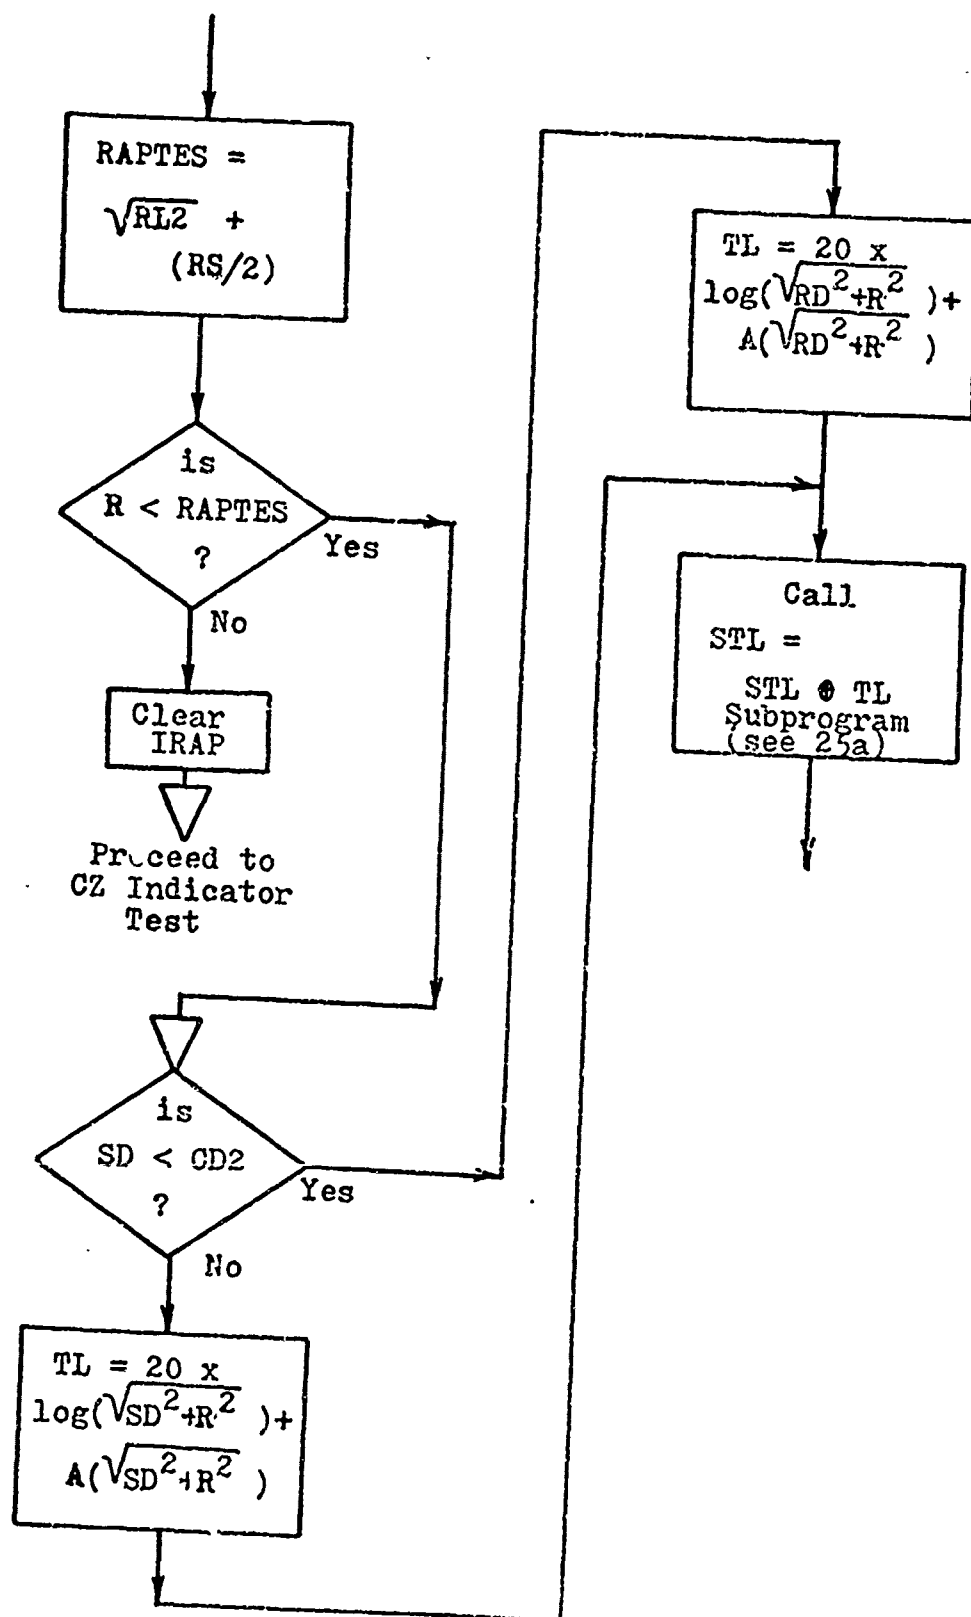 RAPTES =
√RL2 +
(RS/2)
is
R < RAPTES
?
Yes
No
Clear
IRAP
Proceed to
CZ Indicator
Test
is
SD < CD2
?
Yes
No
TL = 20 x
log(√SD²+R² )+
A(√SD²+R² )
TL = 20 x
log(√RD²+R² )+
A(√RD²+R² )
Call
STL =
STL ⊕ TL
Subprogram
(see 25a)